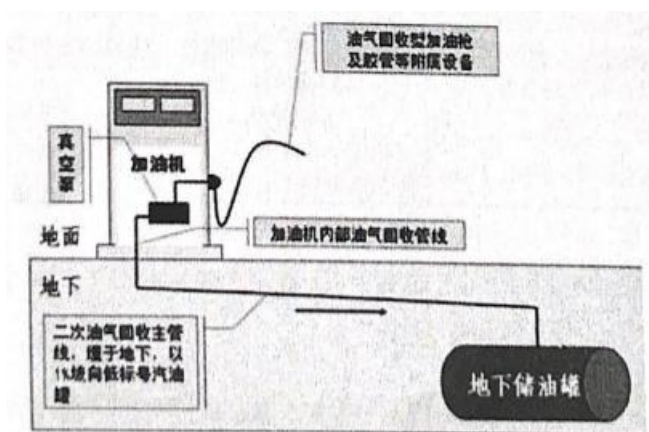 油气回收型加油枪
及胶管等附属设备
真
空
泵
加油机
地面
加油机内部油气回收管线
地下
二次油气回收主管
线，埋于地下，以
1%坡向低标号汽油
罐
地下储油罐